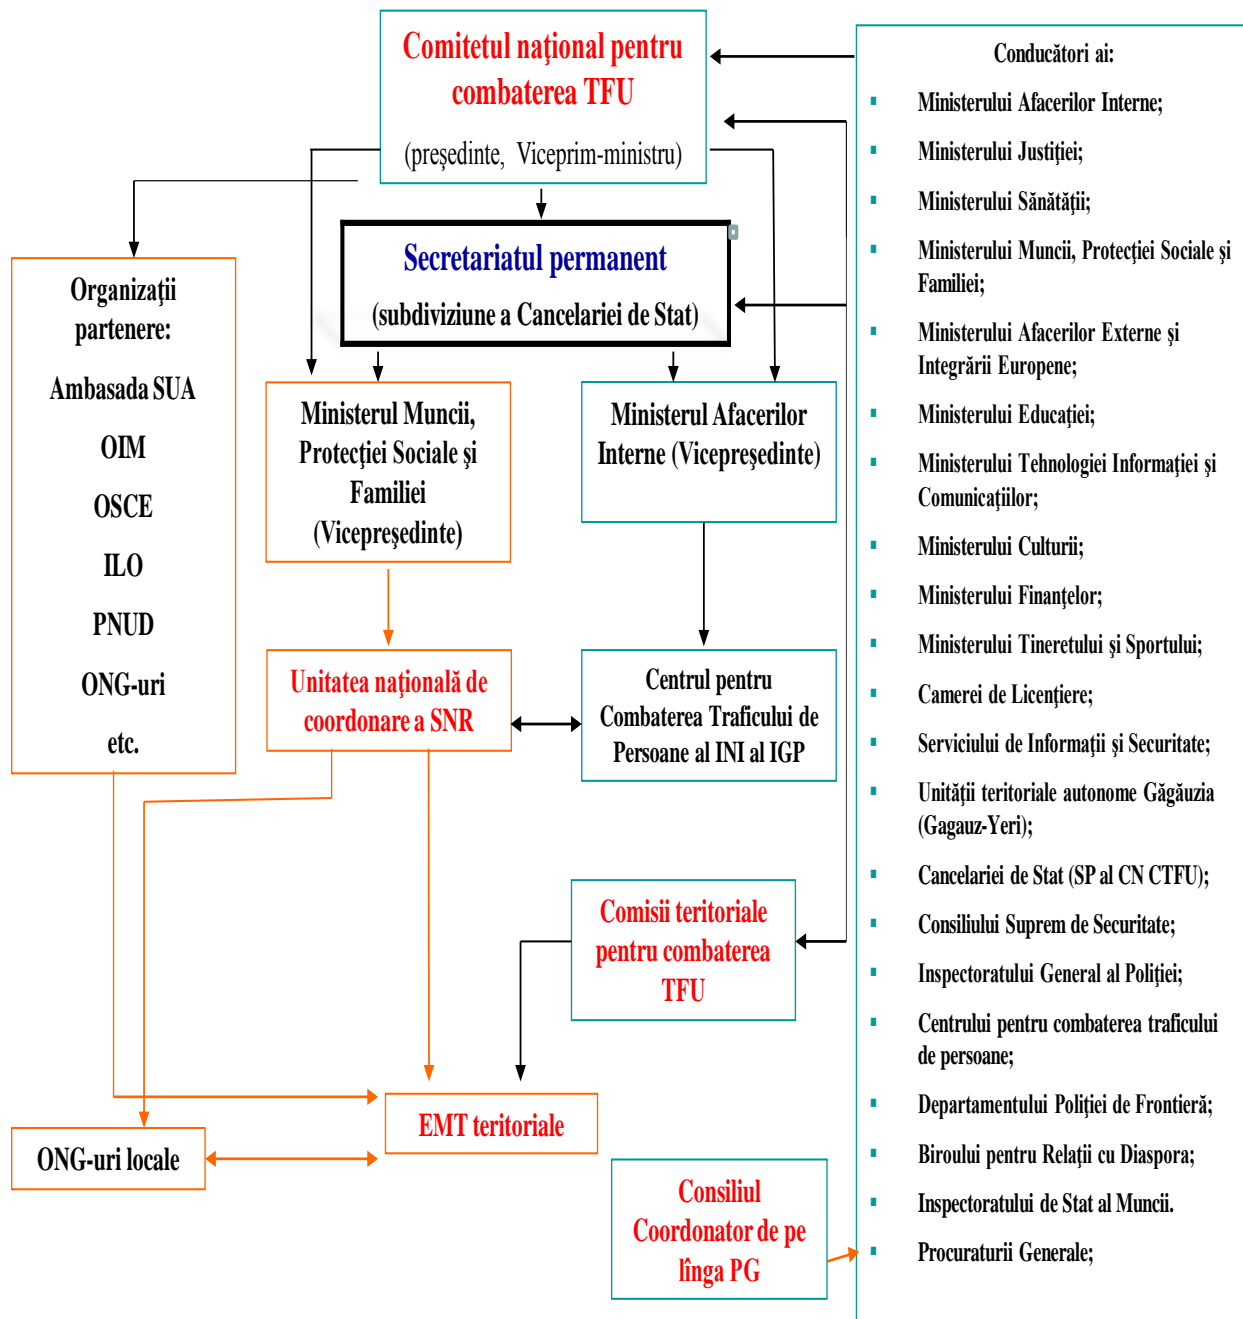 Comitetul naţional pentru
combaterea TFU
(preşedinte, Viceprim-ministru)
Secretariatul permanent
(subdiviziune a Cancelariei de Stat)
Organizaţii
partenere:
Ambasada SUA
OIM
OSCE
ILO
PNUD
ONG-uri
etc.
Ministerul Muncii,
Protecţiei Sociale şi
Familiei
(Vicepreşedinte)
Ministerul Afacerilor
Interne (Vicepreşedinte)
Unitatea naţională de
coordonare a SNR
Centrul pentru
Combaterea Traficului de
Persoane al INI al IGP
Comisii teritoriale
pentru combaterea
TFU
EMT teritoriale
ONG-uri locale
Consiliul
Coordonator de pe
lînga PG
Conducători ai:
Ministerului Afacerilor Interne;
Ministerului Justiţiei;
Ministerului Sănătăţii;
Ministerului Muncii, Protecţiei Sociale şi
Familiei;
Ministerului Afacerilor Externe şi
Integrării Europene;
Ministerului Educaţiei;
Ministerului Tehnologiei Informaţiei şi
Comunicaţiilor;
Ministerului Culturii;
Ministerului Finanţelor;
Ministerului Tineretului şi Sportului;
Camerei de Licenţiere;
Serviciului de Informaţii şi Securitate;
Unităţii teritoriale autonome Găgăuzia
(Gagauz-Yeri);
Cancelariei de Stat (SP al CN CTFU);
Consiliului Suprem de Securitate;
Inspectoratului General al Poliţiei;
Centrului pentru combaterea traficului
de persoane;
Departamentului Poliţiei de Frontieră;
Biroului pentru Relaţii cu Diaspora;
Inspectoratului de Stat al Muncii.
Procuraturii Generale;